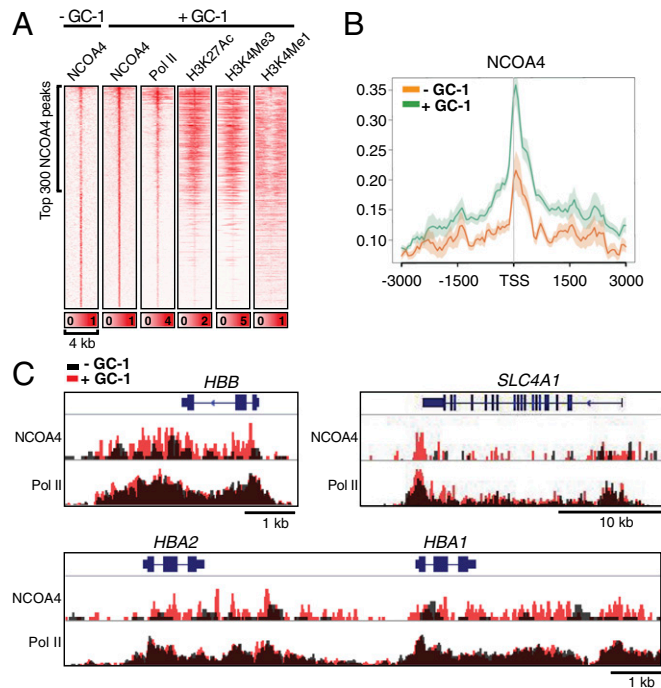 A
- GC-1
+ GC-1
NCOA4
NCOA4
Pol II
H3K27Ac
H3K4Me3
H3K4Me1
Top 300 NCOA4 peaks
0 1
0 1
0 4
0 2
0 5
0 1
4 kb
B
NCOA4
- GC-1
+ GC-1
0.35
0.30
0.25
0.20
0.15
0.10
-3000 -1500 TSS 1500 3000
C
- GC-1
+ GC-1
HBB
NCOA4
Pol II
1 kb
SLC4A1
NCOA4
Pol II
10 kb
HBA2 HBA1
NCOA4
Pol II
1 kb